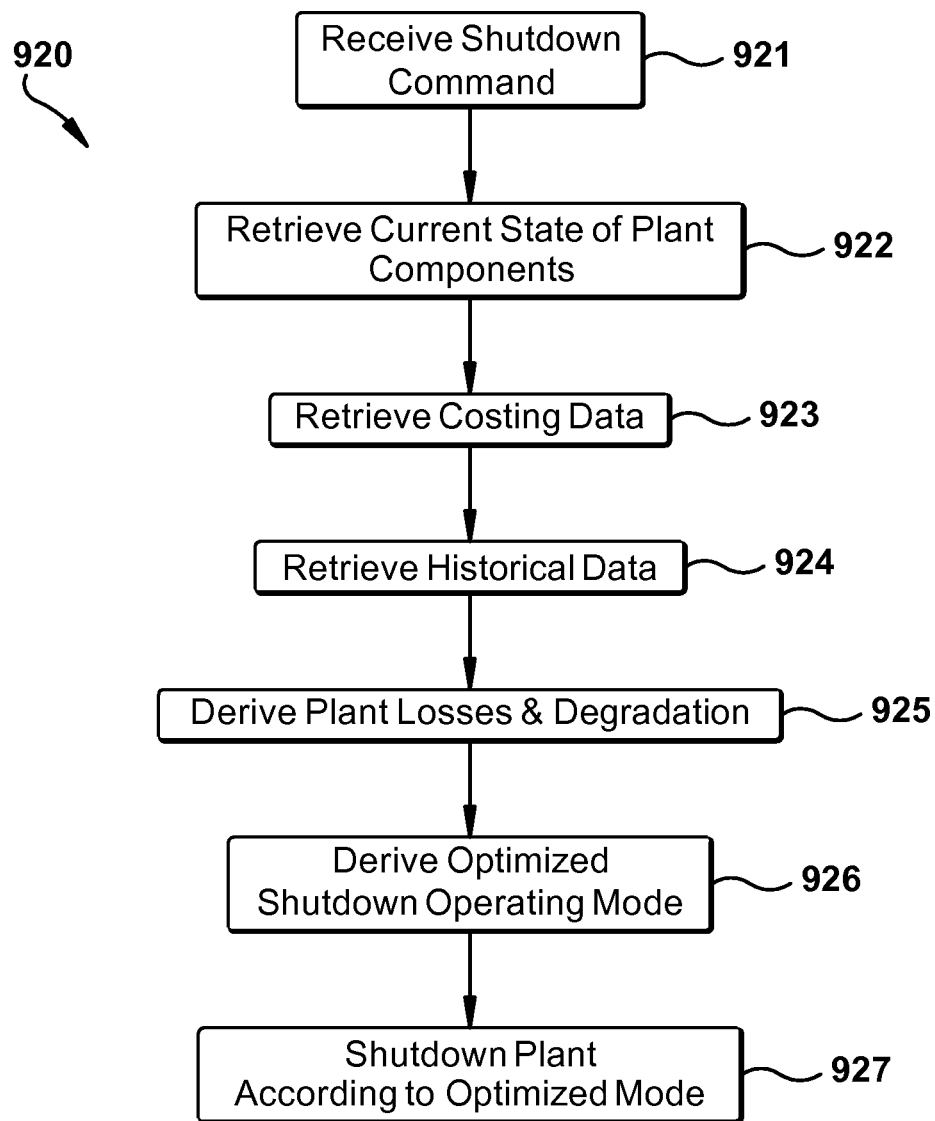 920
Receive Shutdown
Command
921
Retrieve Current State of Plant
Components
922
Retrieve Costing Data
923
Retrieve Historical Data
924
Derive Plant Losses & Degradation
925
Derive Optimized
Shutdown Operating Mode
926
Shutdown Plant
According to Optimized Mode
927